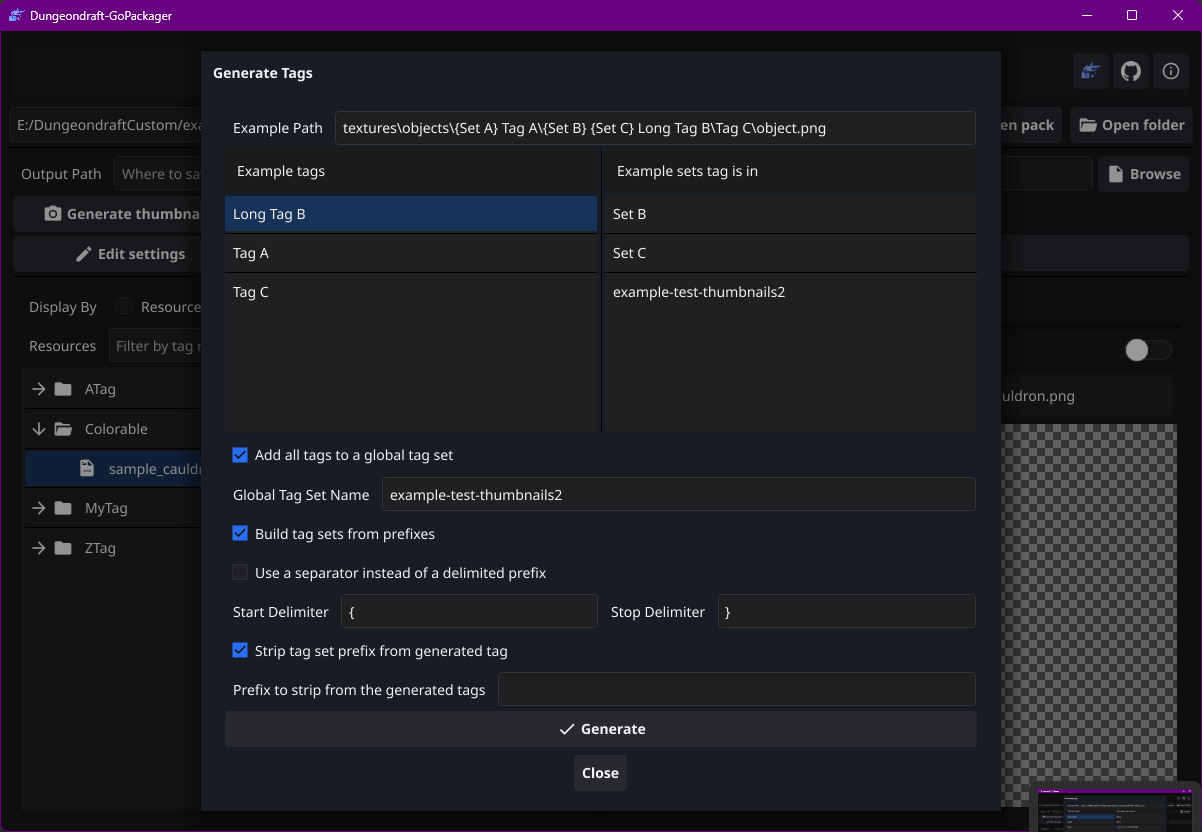 Dungeondraft-GoPackager
Generate Tags
E:/DungeondraftCustom/exa
Example Path textures\objects\{Set A} Tag A\{Set B} {Set C} Long Tag B\Tag C\object.png
en pack Open folder
Example tags Example sets tag is in
Output Path Where to sa
Browse
Long Tag B Set B
Generate thumbna
Tag A Set C
Edit settings
Tag C example-test-thumbnails2
Display By Resource
Resources Filter by tag
ATag
uldron.png
Colorable
sample_cauldr
MyTag
ZTag
Add all tags to a global tag set
Global Tag Set Name example-test-thumbnails2
Build tag sets from prefixes
Use a separator instead of a delimited prefix
Start Delimiter { Stop Delimiter }
Strip tag set prefix from generated tag
Prefix to strip from the generated tags
Generate
Close